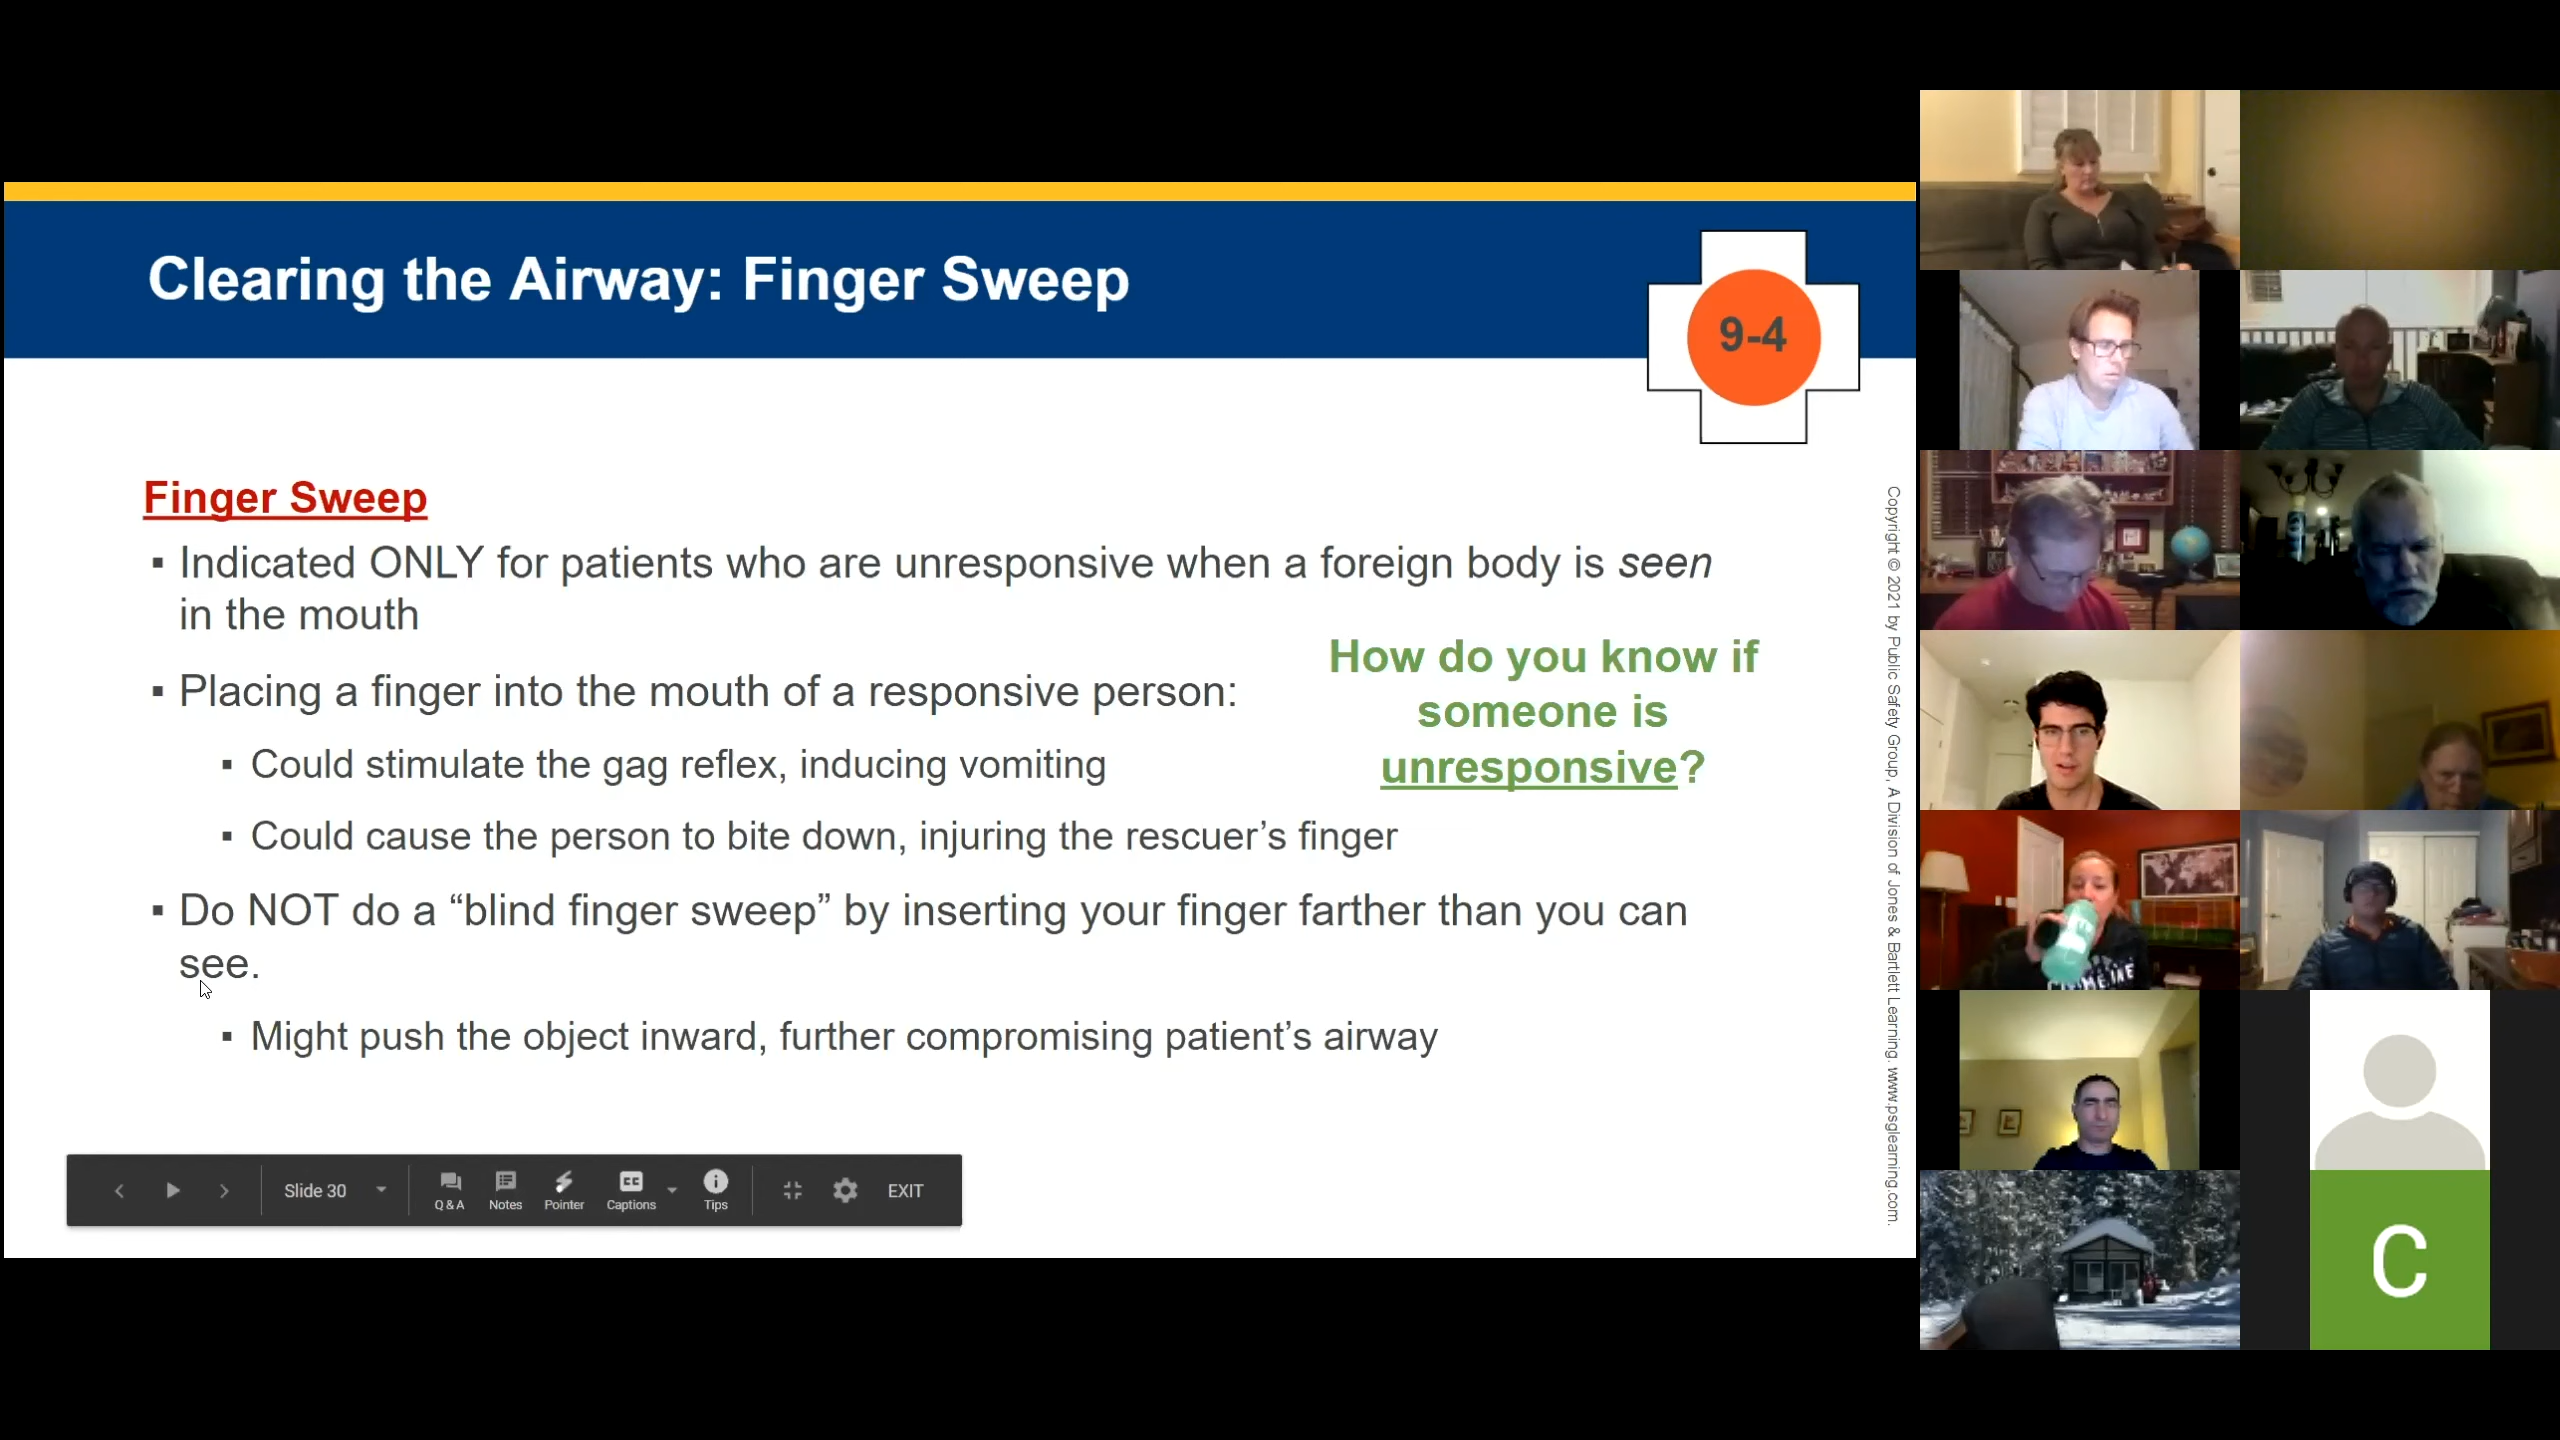 Clearing the Airway: Finger Sweep
9-4
Finger Sweep
▪ Indicated ONLY for patients who are unresponsive when a foreign body is seen
in the mouth
▪ Placing a finger into the mouth of a responsive person:
▪ Could stimulate the gag reflex, inducing vomiting
▪ Could cause the person to bite down, injuring the rescuer’s finger
▪ Do NOT do a “blind finger sweep” by inserting your finger farther than you can
see.
▪ Might push the object inward, further compromising patient’s airway
How do you know if
someone is
unresponsive?
Copyright © 2021 by Public Safety Group, A Division of Jones & Bartlett Learning. www.psglearning.com.
Slide 30
Q & A
Notes
Pointer
CC
Captions
Tips
EXIT
C